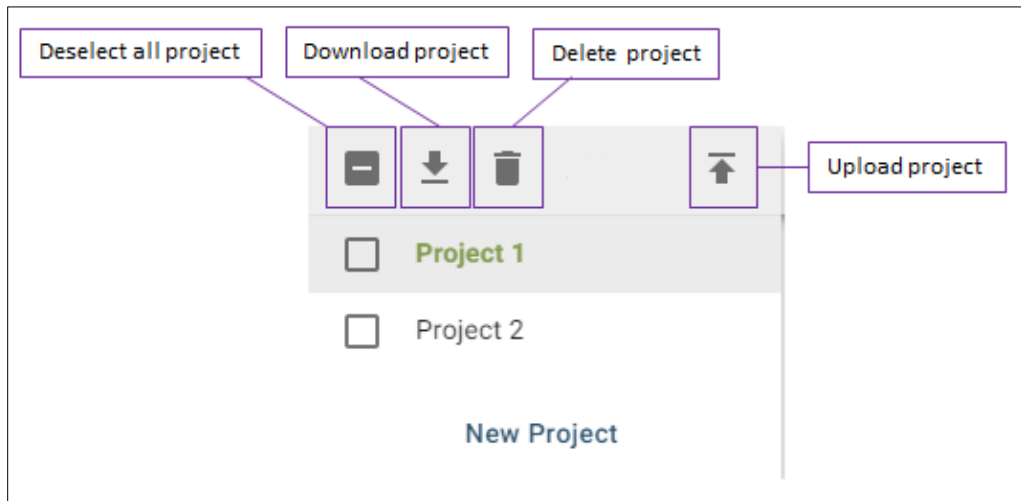 Deselect all project
Download project
Delete project
Upload project
Project 1
Project 2
New Project